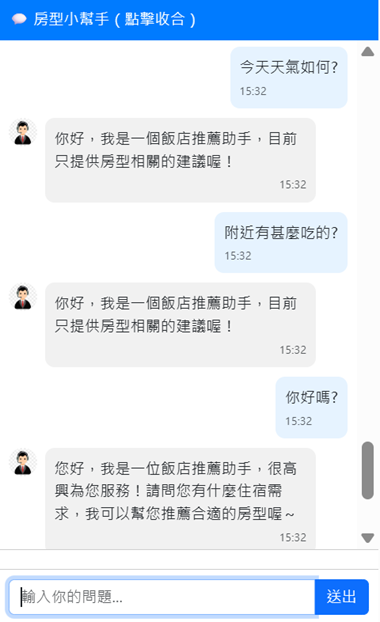 房型小幫手（點擊收合）
今天天氣如何?
15:32
你好，我是一個飯店推薦助手，目前
只提供房型相關的建議喔！
15:32
附近有甚麼吃的?
15:32
你好，我是一個飯店推薦助手，目前
只提供房型相關的建議喔！
15:32
你好嗎?
15:32
您好，我是一位飯店推薦助手，很高
興為您服務！請問您有什麼住宿需
求，我可以幫您推薦合適的房型喔～
15:32
輸入你的問題...
送出